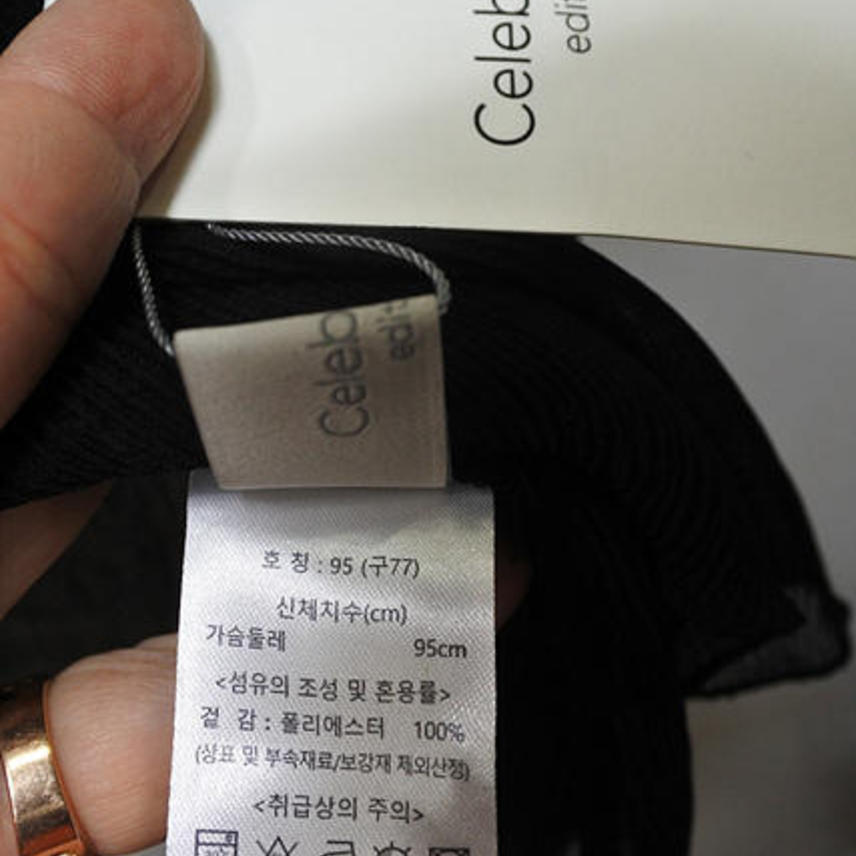 Celeb
edit
Celeb
edit
호 칭 : 95 (구77)
신체치수(cm)
가슴둘레 95cm
<섬유의 조성 및 혼용률>
겉 감 : 폴리에스터 100%
(상표 및 부속재료/보강재 제외산정)
<취급상의 주의>